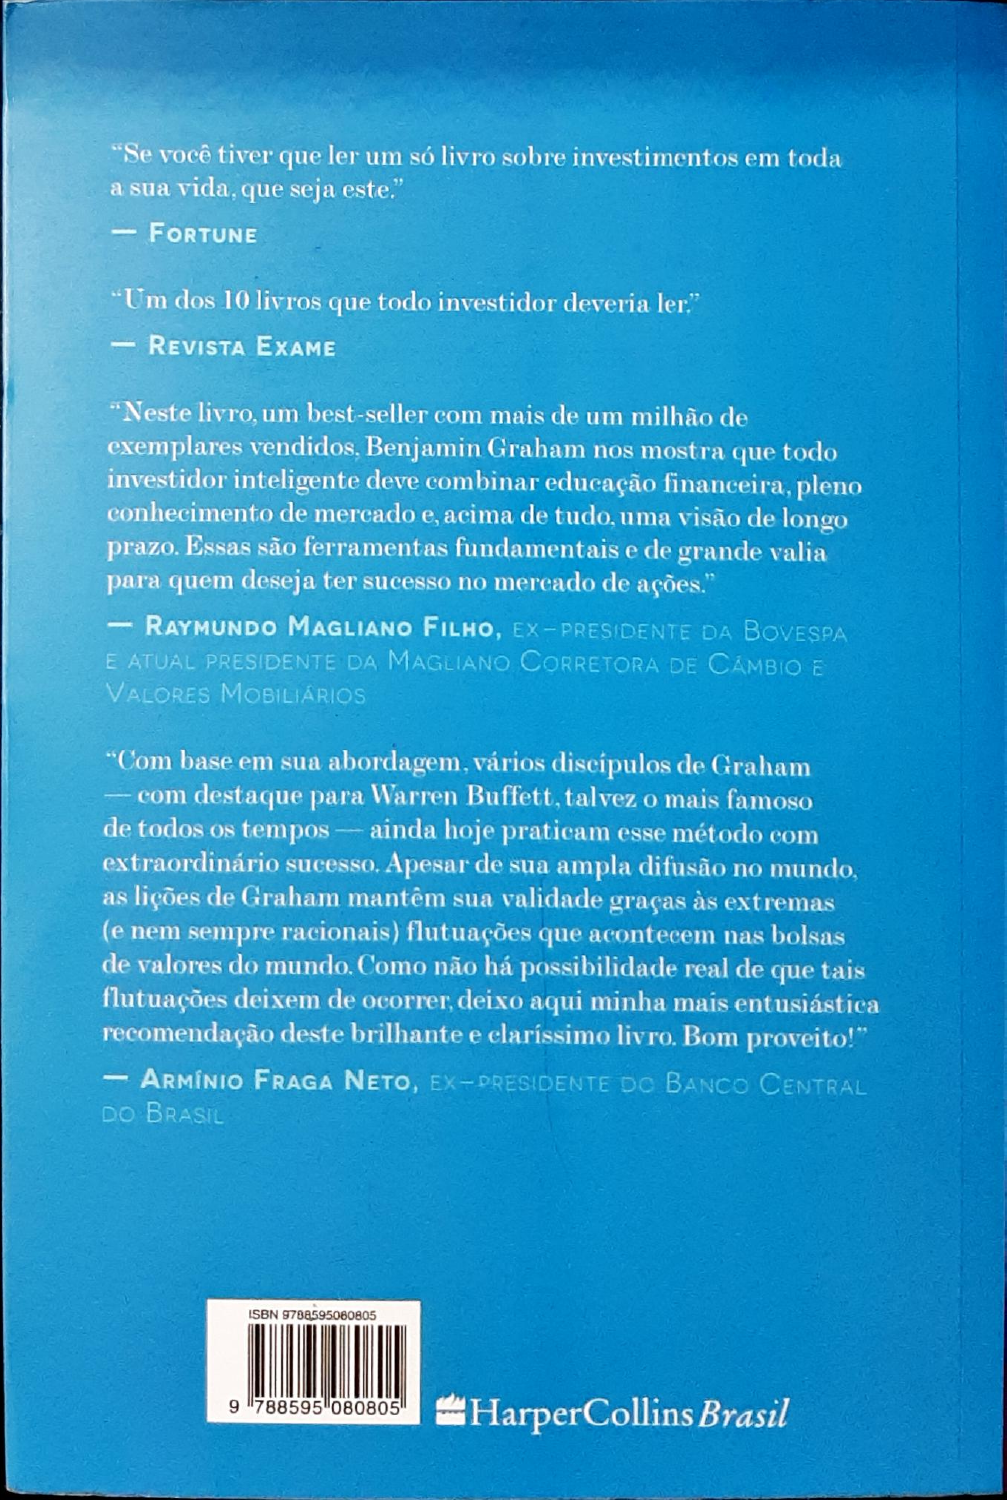 “Se você tiver que ler um só livro sobre investimentos em toda
a sua vida, que seja este.”
— FORTUNE
“Um dos 10 livros que todo investidor deveria ler.”
— REVISTA EXAME
“Neste livro, um best-seller com mais de um milhão de
exemplares vendidos, Benjamin Graham nos mostra que todo
investidor inteligente deve combinar educação financeira, pleno
conhecimento de mercado e, acima de tudo, uma visão de longo
prazo. Essas são ferramentas fundamentais e de grande valia
para quem deseja ter sucesso no mercado de ações.”
— RAYMUNDO MAGLIANO FILHO, EX-PRESIDENTE DA BOVESPA
E ATUAL PRESIDENTE DA MAGLIANO CORRETORA DE CÂMBIO E
VALORES MOBILIÁRIOS
“Com base em sua abordagem, vários discípulos de Graham
— com destaque para Warren Buffett, talvez o mais famoso
de todos os tempos — ainda hoje praticam esse método com
extraordinário sucesso. Apesar de sua ampla difusão no mundo,
as lições de Graham mantêm sua validade graças às extremas
(e nem sempre racionais) flutuações que acontecem nas bolsas
de valores do mundo. Como não há possibilidade real de que tais
flutuações deixem de ocorrer, deixo aqui minha mais entusiástica
recomendação deste brilhante e claríssimo livro. Bom proveito!”
— ARMÍNIO FRAGA NETO, EX-PRESIDENTE DO BANCO CENTRAL
DO BRASIL
ISBN 9788595080805
9 788595 080805
HarperCollins Brasil